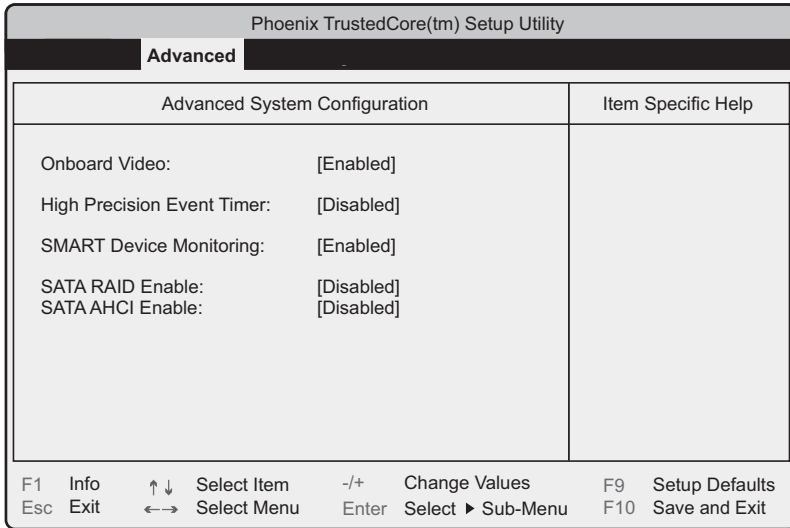 Phoenix TrustedCore(tm) Setup Utility
Advanced
Advanced System Configuration
Item Specific Help
Onboard Video: [Enabled]
High Precision Event Timer: [Disabled]
SMART Device Monitoring: [Enabled]
SATA RAID Enable: [Disabled]
SATA AHCI Enable: [Disabled]
F1 Info ↑ ↓ Select Item -/+ Change Values F9 Setup Defaults
Esc Exit ←→ Select Menu Enter Select ▶ Sub-Menu F10 Save and Exit